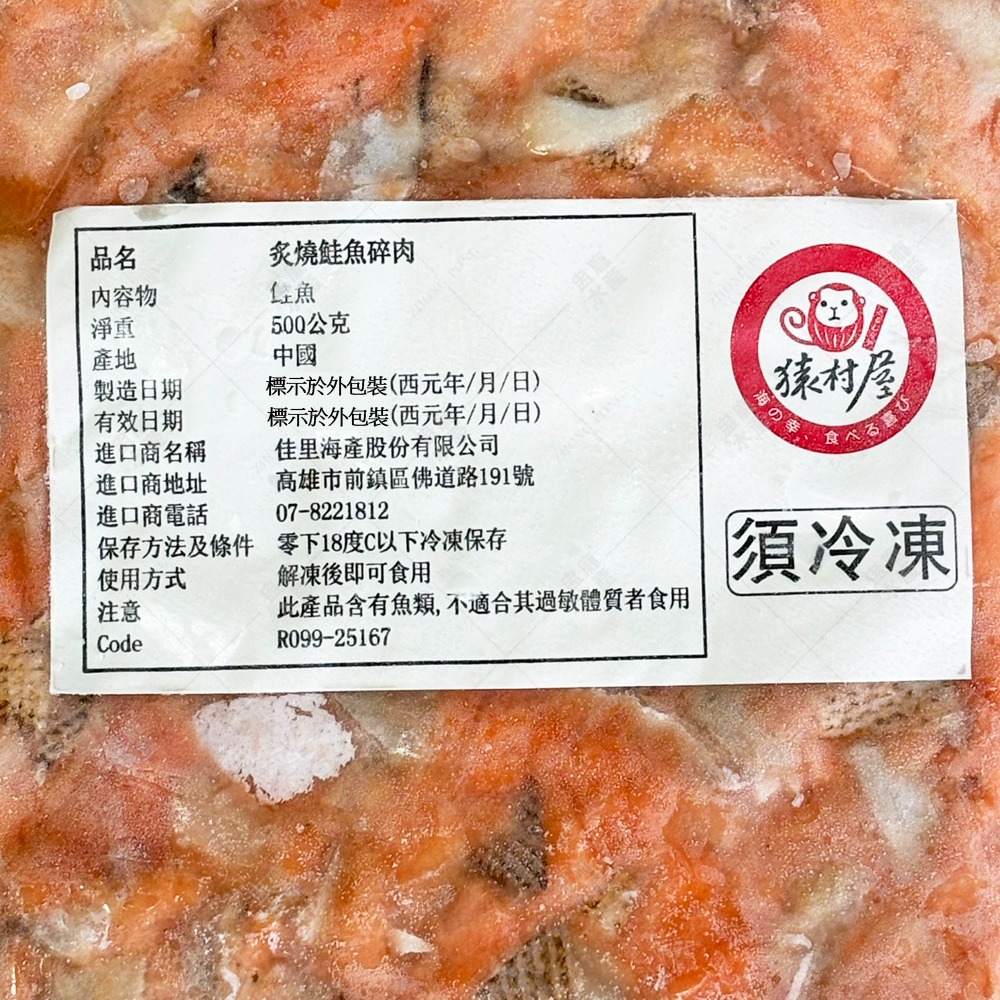 品名 炙燒鮭魚碎肉
內容物 鮭魚
淨重 500公克
產地 中國
製造日期 標示於外包裝(西元年/月/日)
有效日期 標示於外包裝(西元年/月/日)
進口商名稱 佳里海產股份有限公司
進口商地址 高雄市前鎮區佛道路191號
進口商電話 07-8221812
保存方法及條件 零下18度C以下冷凍保存
使用方式 解凍後即可食用
注意 此產品含有魚類,不適合其過敏體質者食用
Code R099-25167
猿村屋
海の幸 食べる喜び
須冷凍